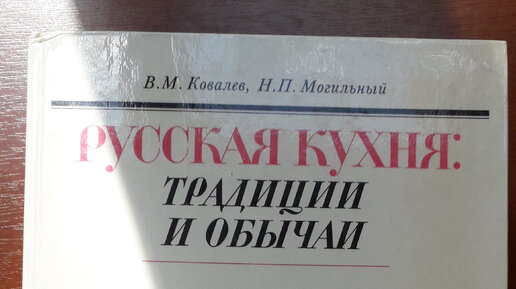 В.М. Ковалев, Н.П. Могильный
РУССКАЯ КУХНЯ:
ТРАДИЦИИ
И ОБЫЧАИ